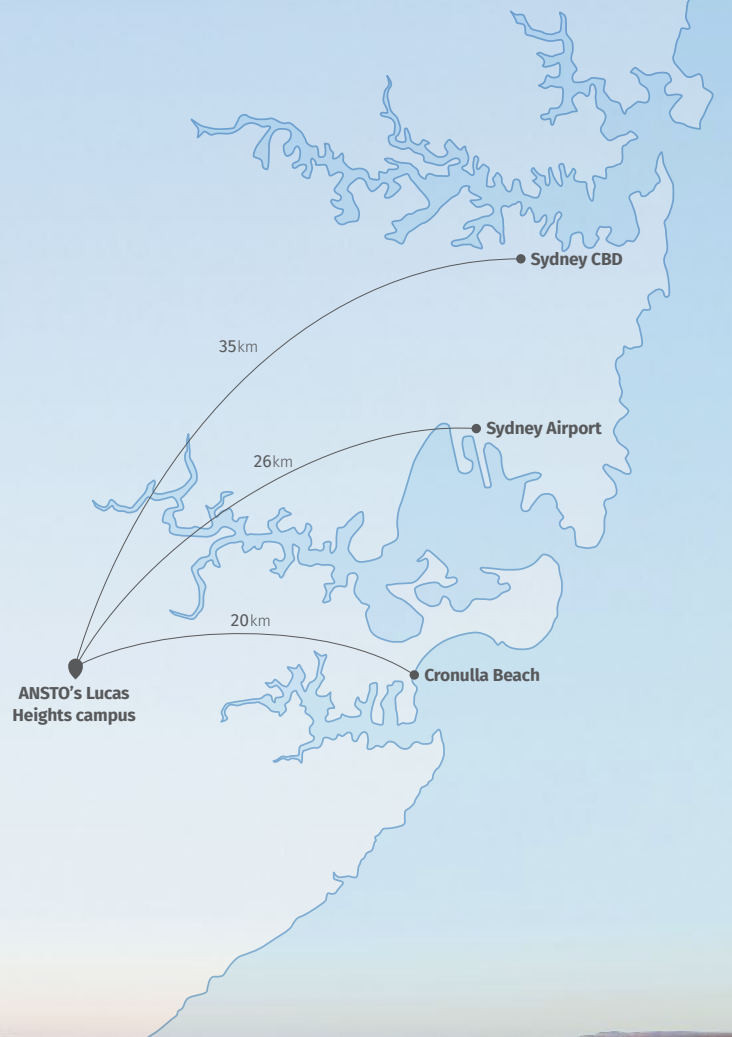 Sydney CBD
35km
Sydney Airport
26km
20km
Cronulla Beach
ANSTO’s Lucas
Heights campus